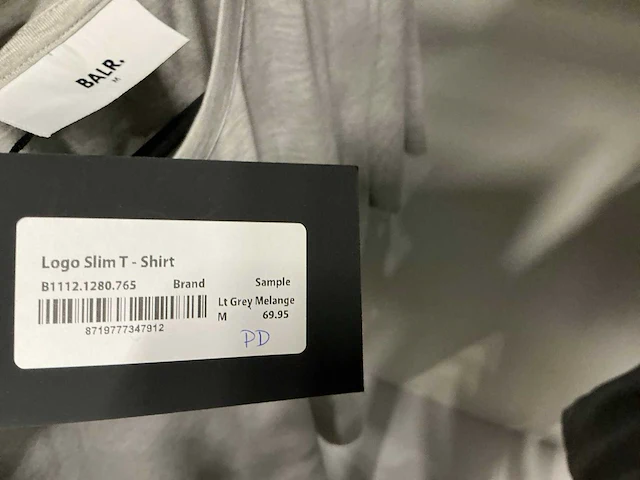 BALR.
M
Logo Slim T - Shirt
B1112.1280.765 Brand Sample
Lt Grey Melange
M 69.95
8719777347912
PD